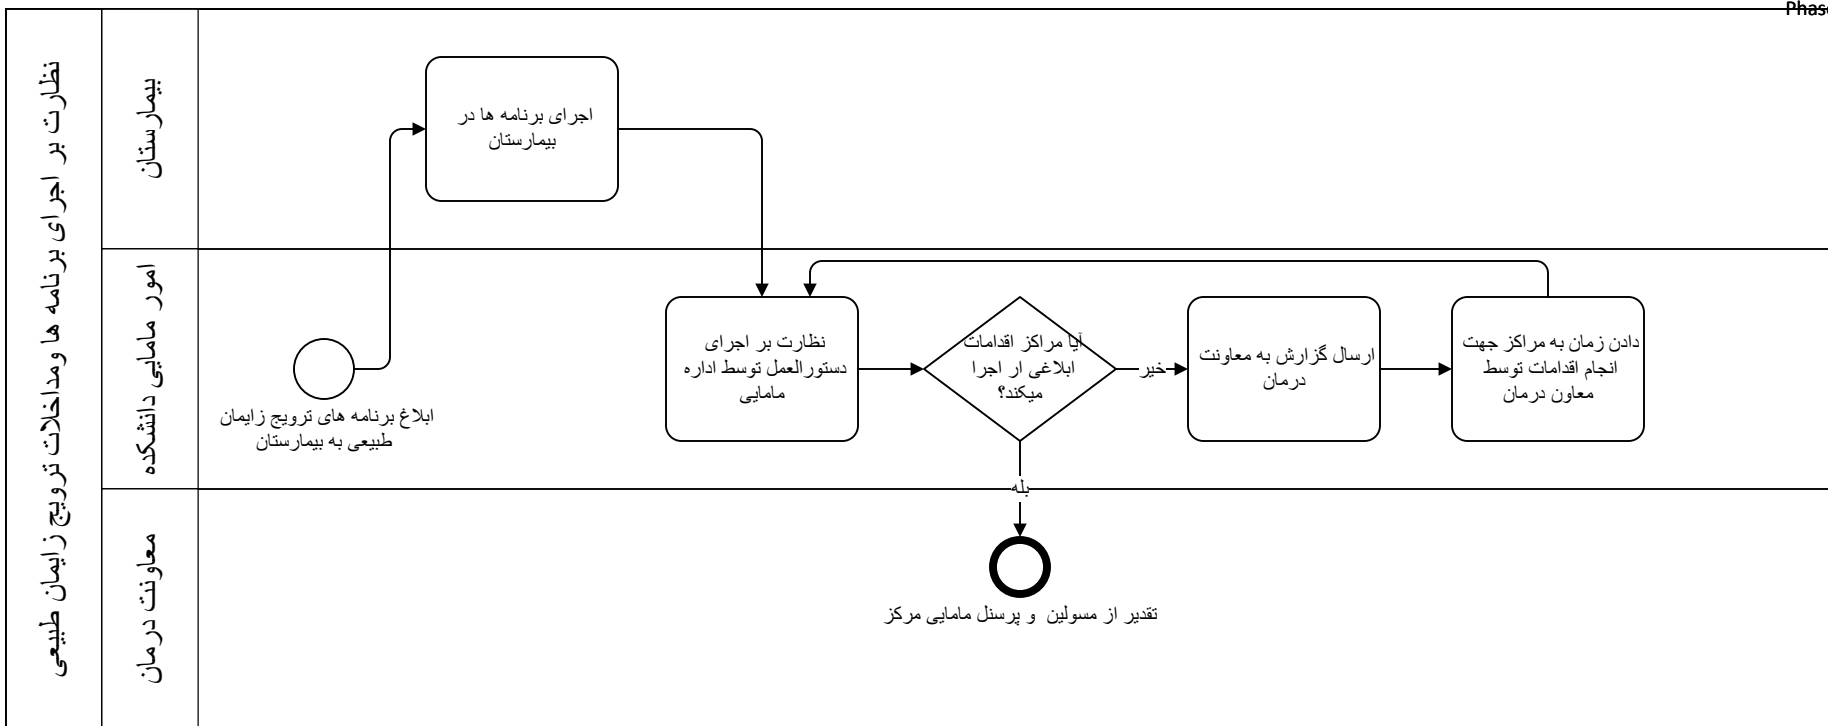 Phase
نظارت بر اجرای برنامه ها ومداخلات ترویج زایمان طبیعی
بیمارستان
اجرای برنامه ها در
بیمارستان
امور مامایی دانشکده
ابلاغ برنامه های ترویج زایمان
طبیعی به بیمارستان
نظارت بر اجرای
دستورالعمل توسط اداره
مامایی
آیا مراکز اقدامات
ابلاغی ار اجرا
میکند؟
خیر
ارسال گزارش به معاونت
درمان
دادن زمان به مراکز جهت
انجام اقدامات توسط
معاون درمان
بله
معاونت درمان
تقدیر از مسولین و پرسنل مامایی مرکز